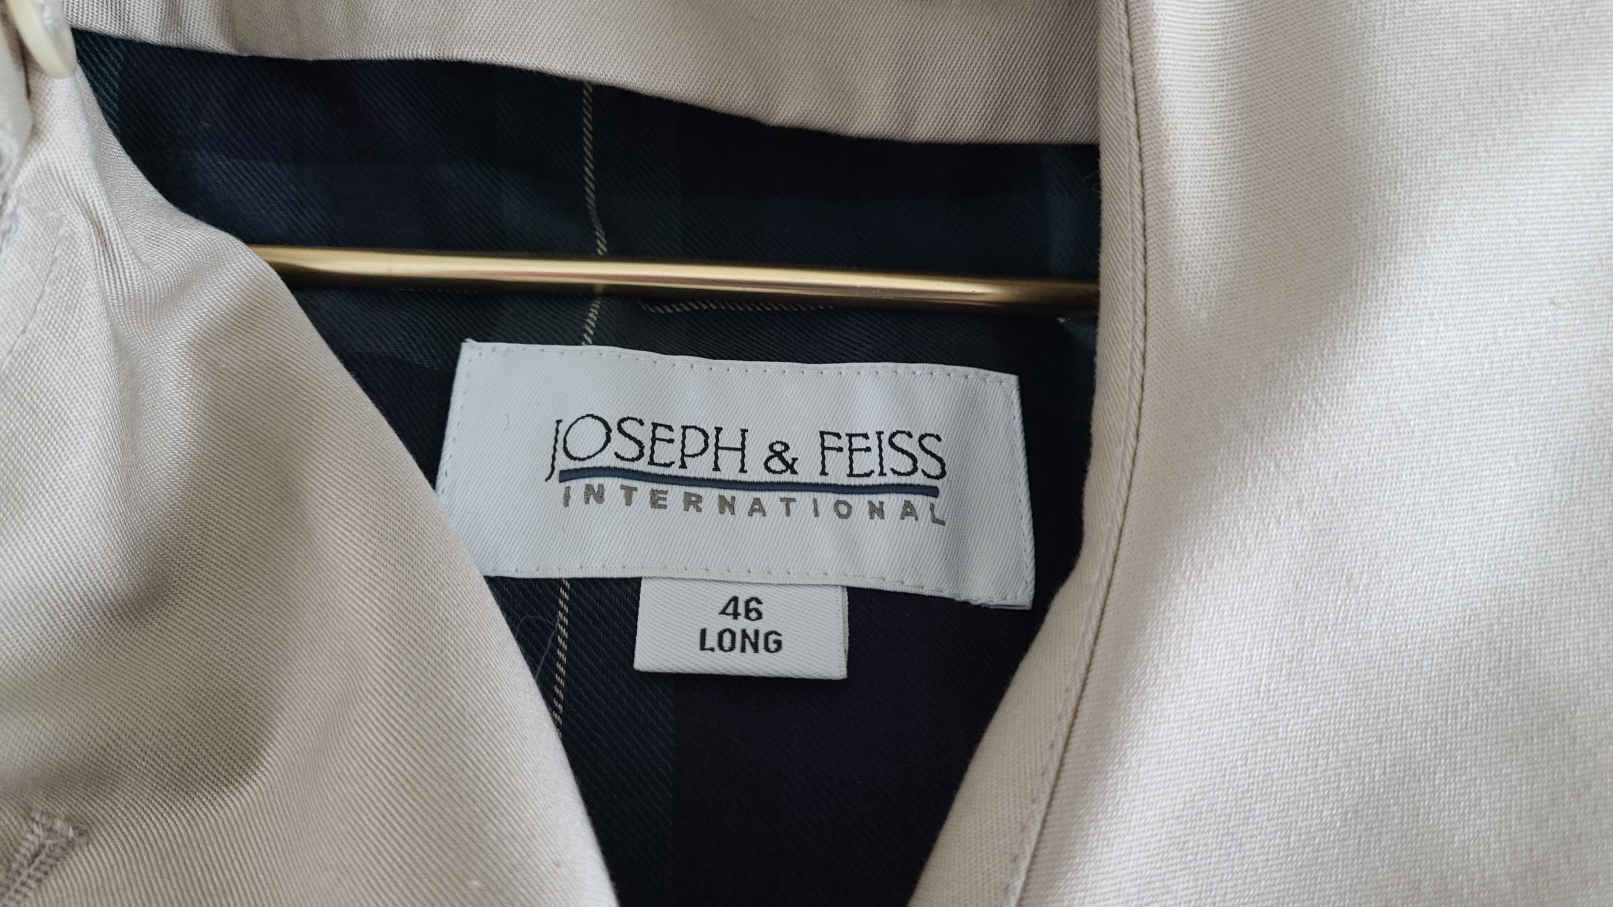 JOSEPH & FEISS
INTERNATIONAL
46
LONG